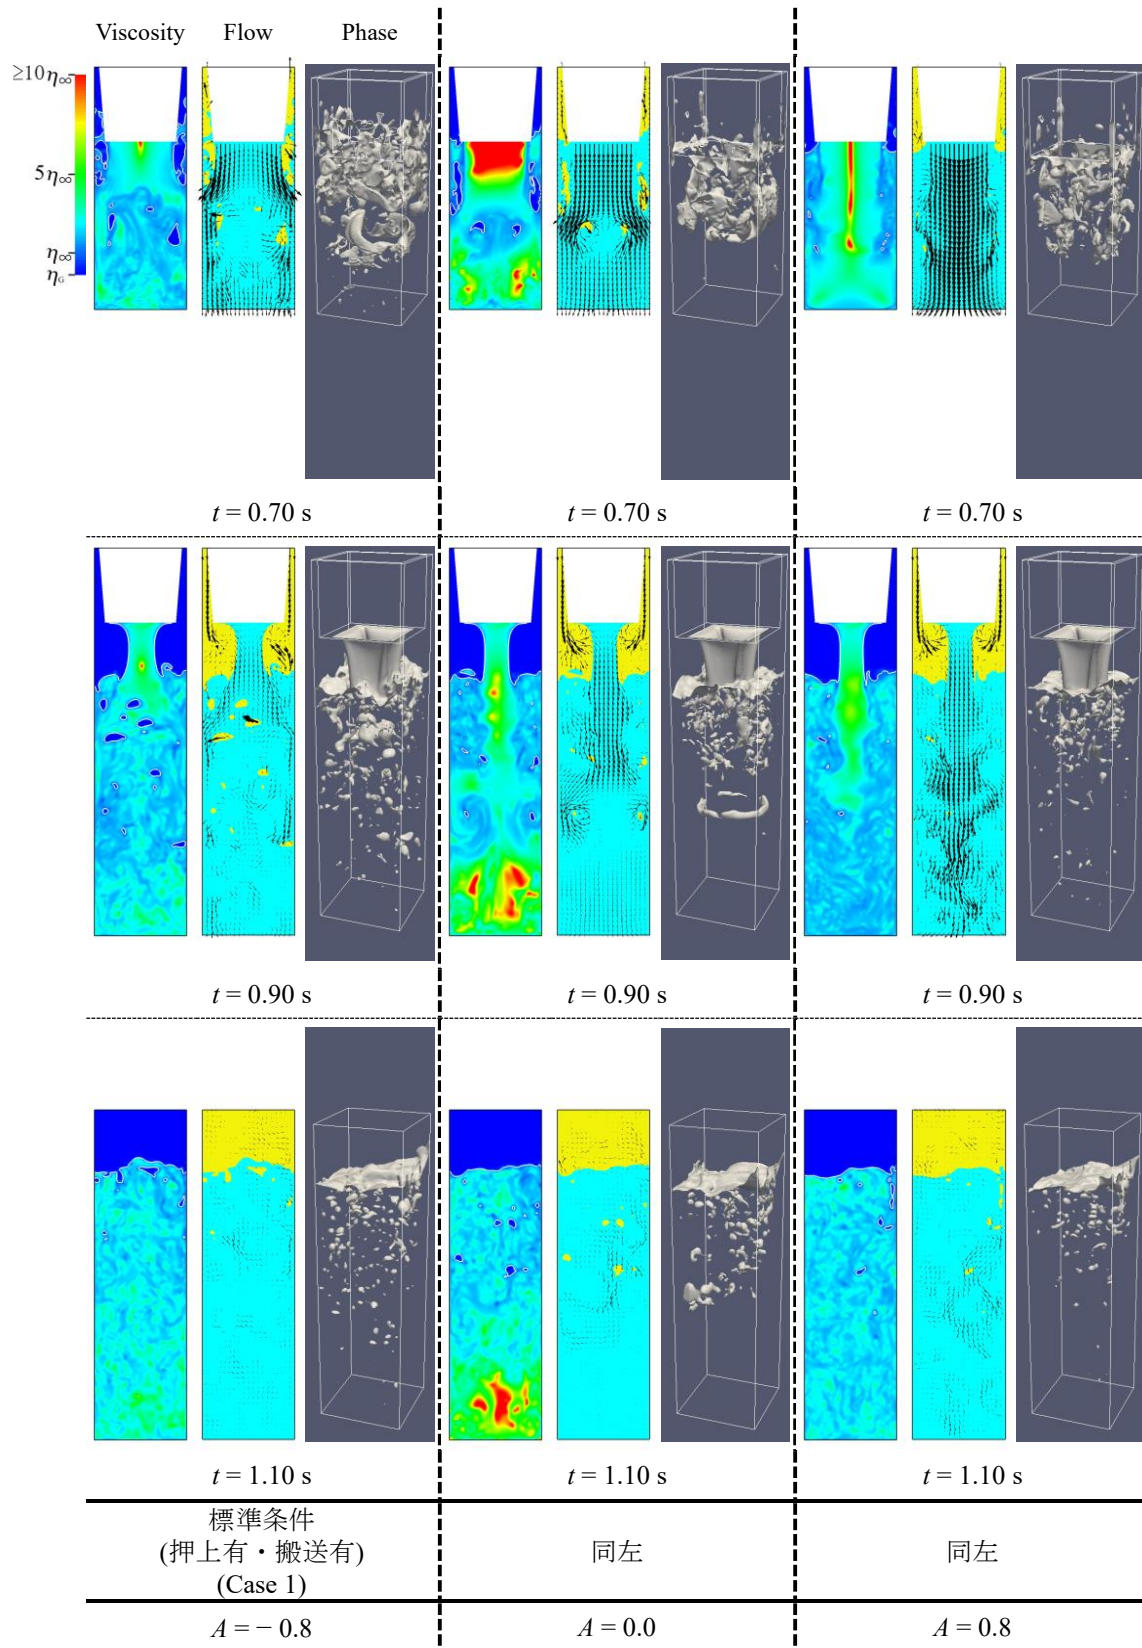 Viscosity Flow Phase
≥10 η∞
5 η∞
η∞
ηG
t = 0.70 s t = 0.70 s t = 0.70 s
t = 0.90 s t = 0.90 s t = 0.90 s
t = 1.10 s t = 1.10 s t = 1.10 s
標準条件
(押上有・搬送有) 同左 同左
(Case 1)
A = − 0.8 A = 0.0 A = 0.8